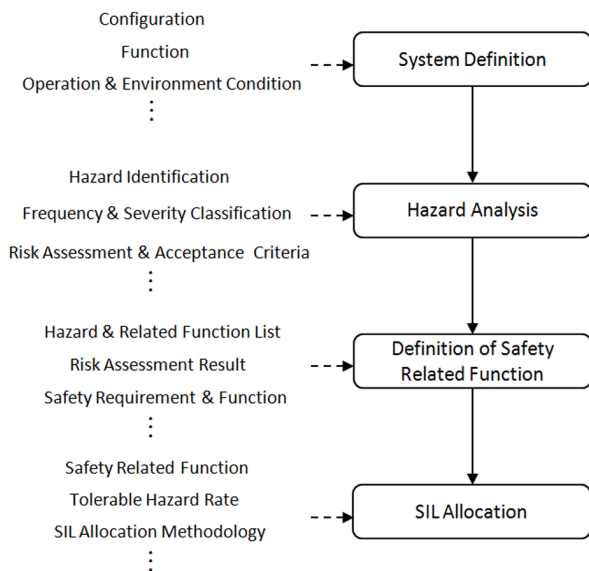 Configuration
Function
Operation & Environment Condition
⋮
System Definition
Hazard Identification
Frequency & Severity Classification
Risk Assessment & Acceptance Criteria
⋮
Hazard Analysis
Hazard & Related Function List
Risk Assessment Result
Safety Requirement & Function
⋮
Definition of Safety
Related Function
Safety Related Function
Tolerable Hazard Rate
SIL Allocation Methodology
⋮
SIL Allocation